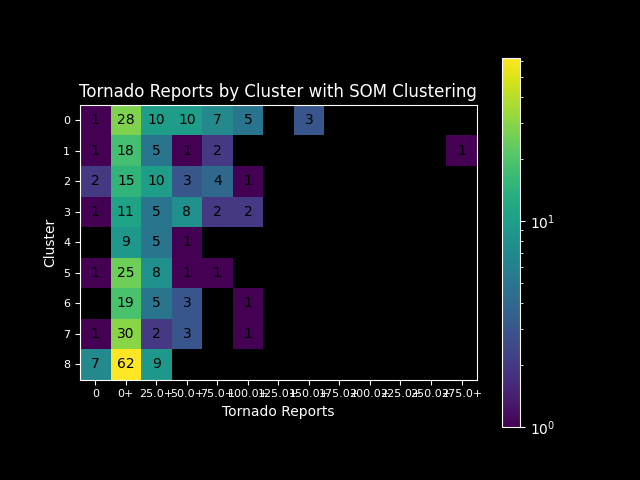 Tornado Reports by Cluster with SOM Clustering
0 1 28 10 10 7 5 3
1 1 18 5 1 2 1
2 2 15 10 3 4 1
3 1 11 5 8 2 2
4 9 5 1
5 1 25 8 1 1
6 19 5 3 1
7 1 30 2 3 1
8 7 62 9
0 0+ 25.0+ 50.0+ 75.0+ 100.0+ 125.0+ 150.0+ 175.0+ 200.0+ 225.0+ 250.0+ 275.0+
Tornado Reports
Cluster
10¹
10⁰